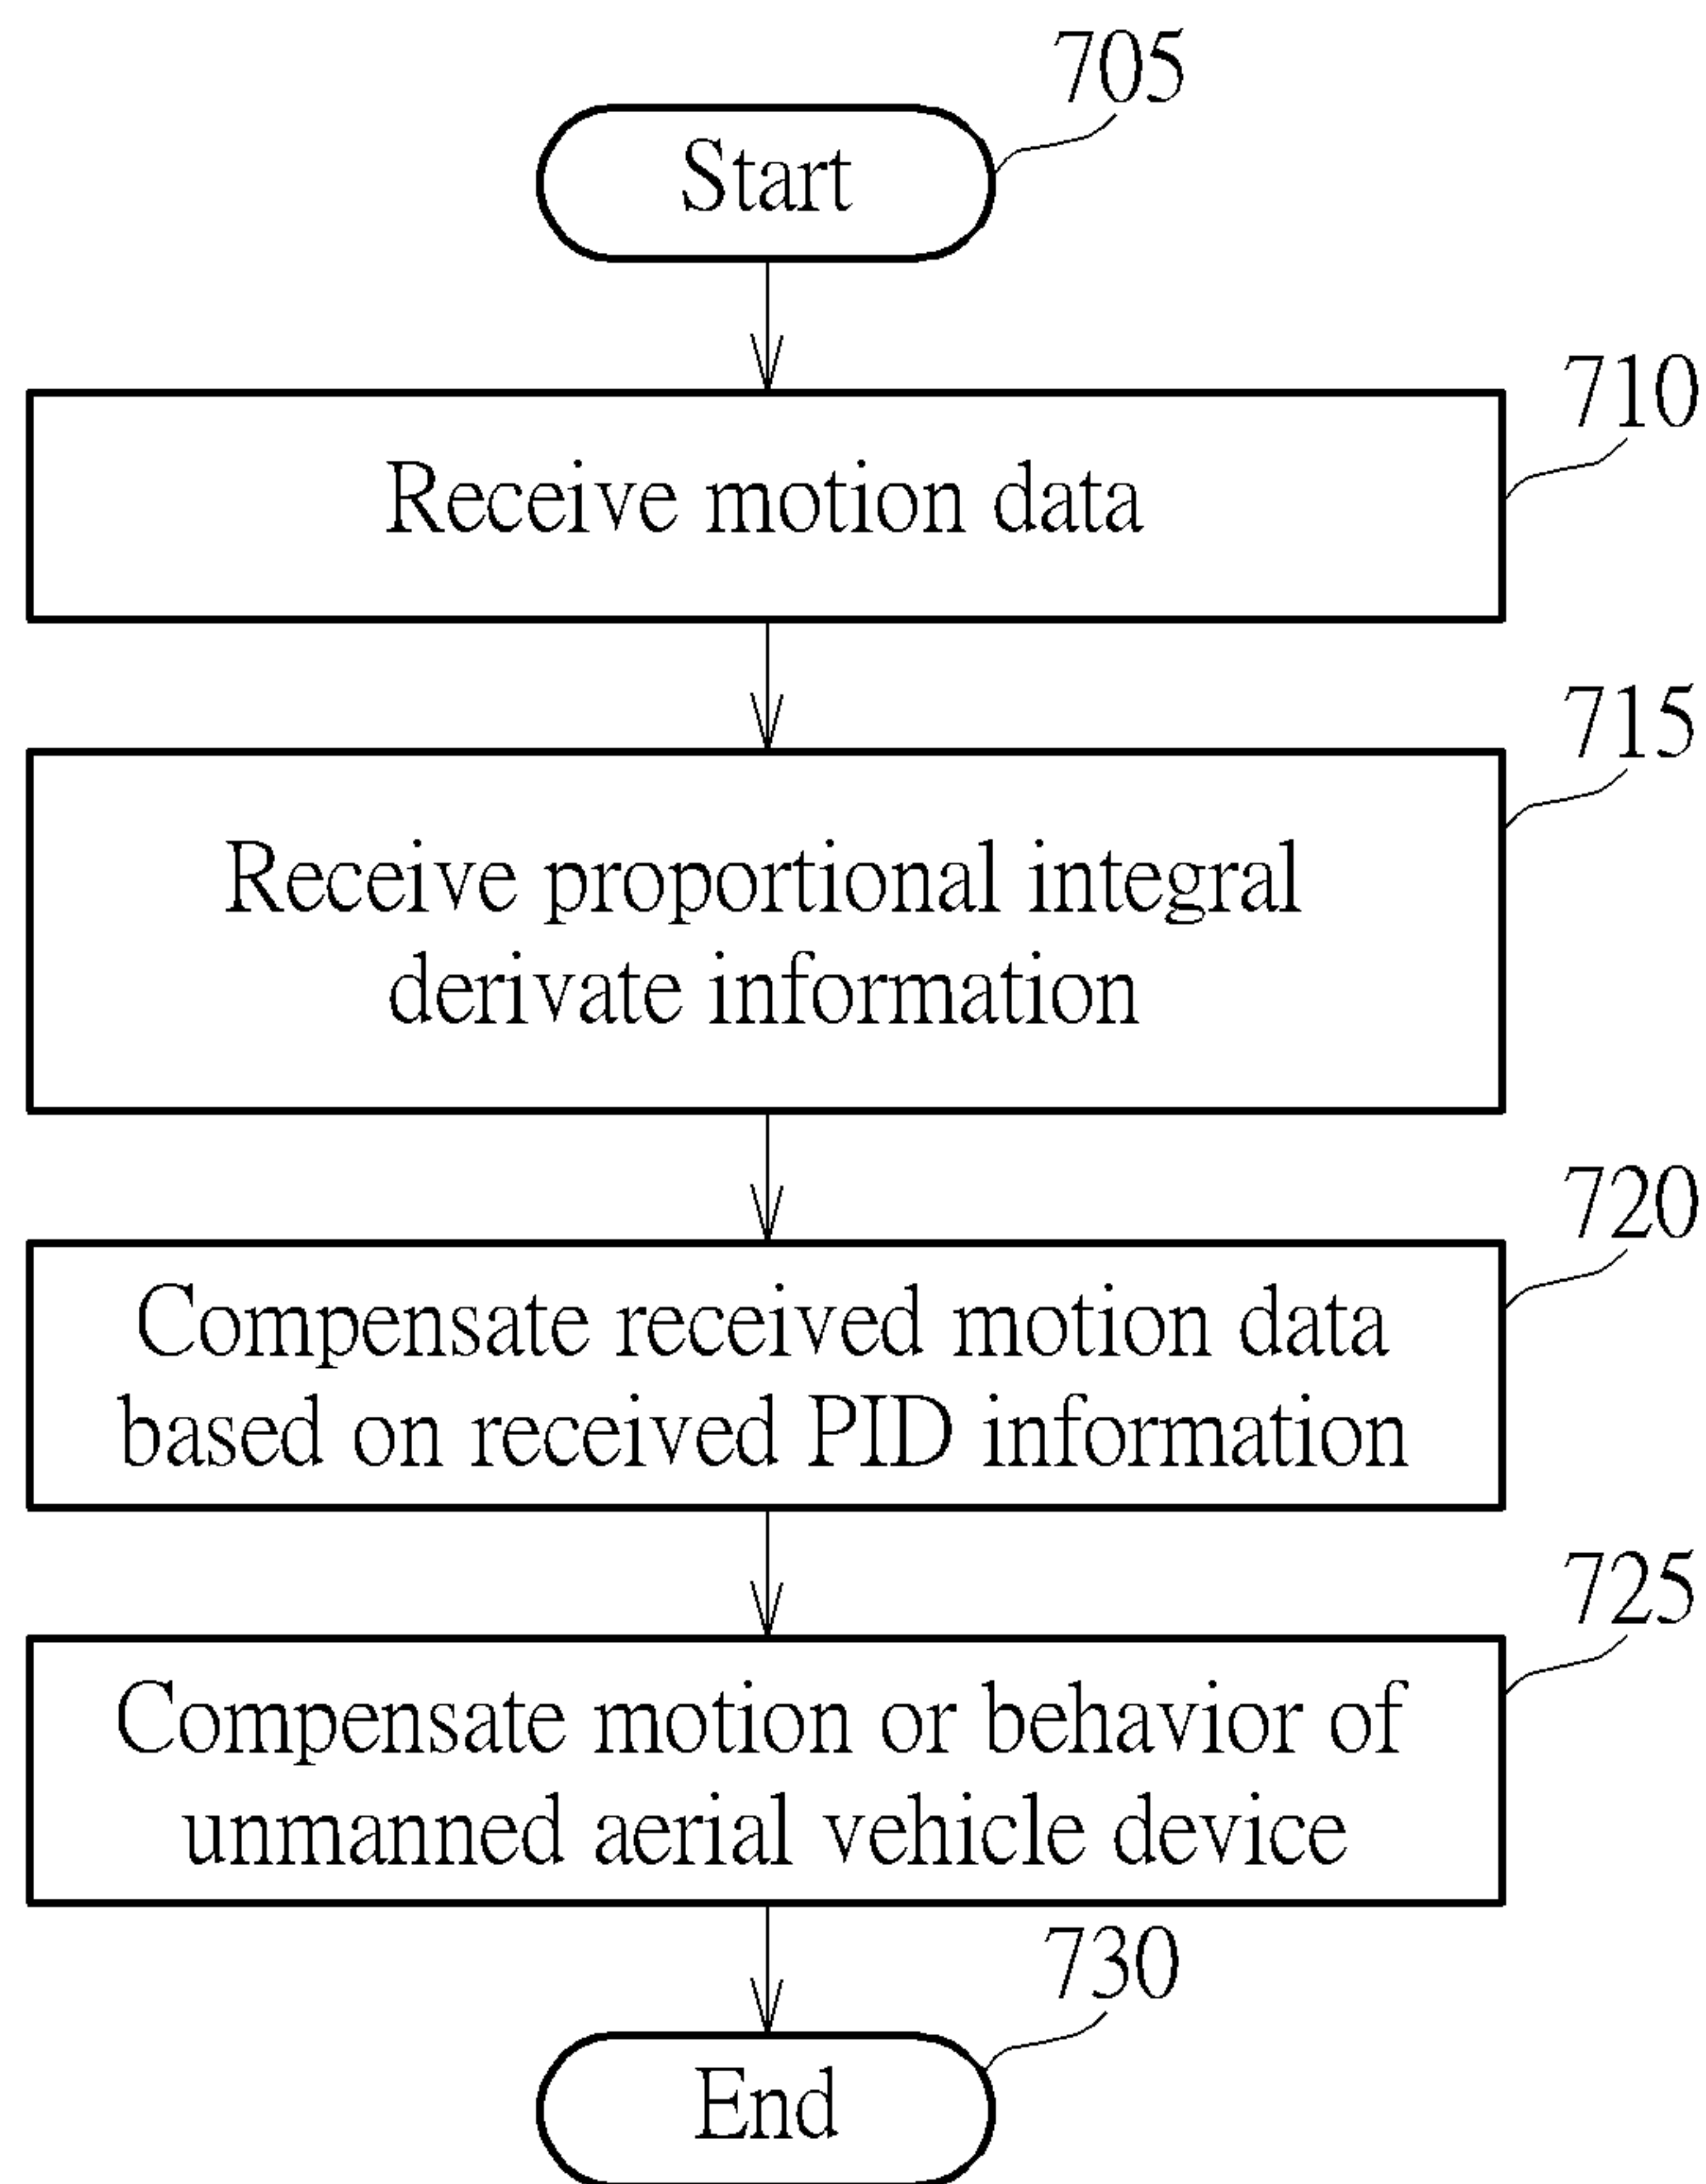 705
Start
710
Receive motion data
715
Receive proportional integral
derivate information
720
Compensate received motion data
based on received PID information
725
Compensate motion or behavior of
unmanned aerial vehicle device
730
End